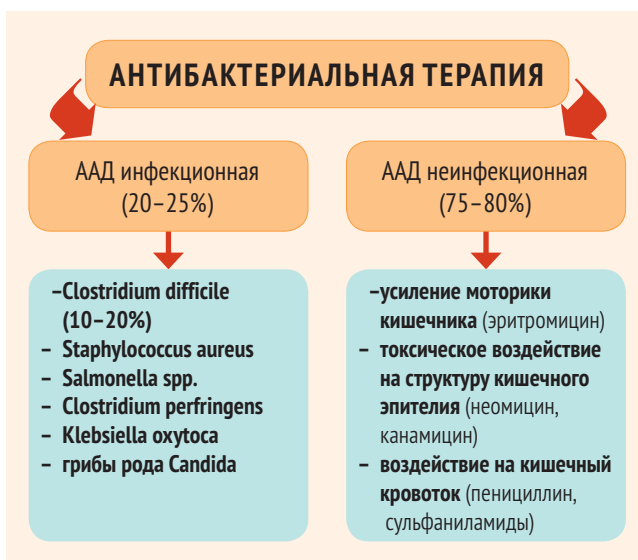 АНТИБАКТЕРИАЛЬНАЯ ТЕРАПИЯ
ААД инфекционная
(20–25%)
–Clostridium difficile
(10–20%)
– Staphylococcus aureus
– Salmonella spp.
– Clostridium perfringens
– Klebsiella oxytoca
– грибы рода Candida
ААД неинфекционная
(75–80%)
–усиление моторики
кишечника (эритромицин)
– токсическое воздействие
на структуру кишечного
эпителия (неомицин,
канамицин)
– воздействие на кишечный
кровоток (пенициллин,
сульфаниламиды)